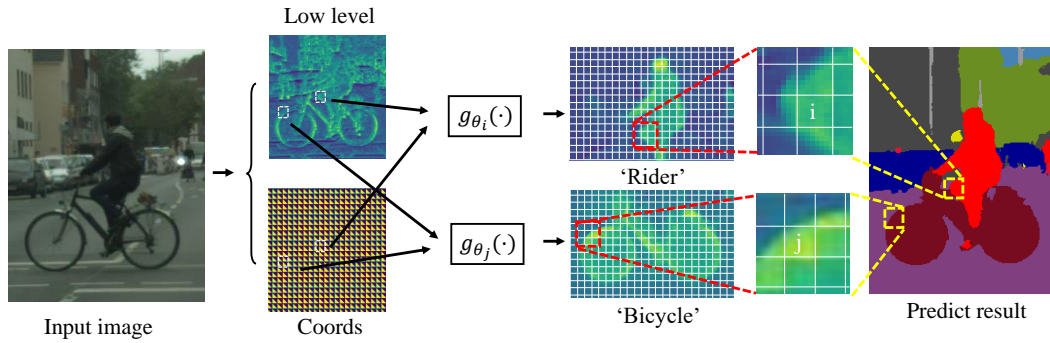 Low level
g_{θ_i}(·)
i
'Rider'
g_{θ_j}(·)
j
Input image
Coords
'Bicycle'
Predict result